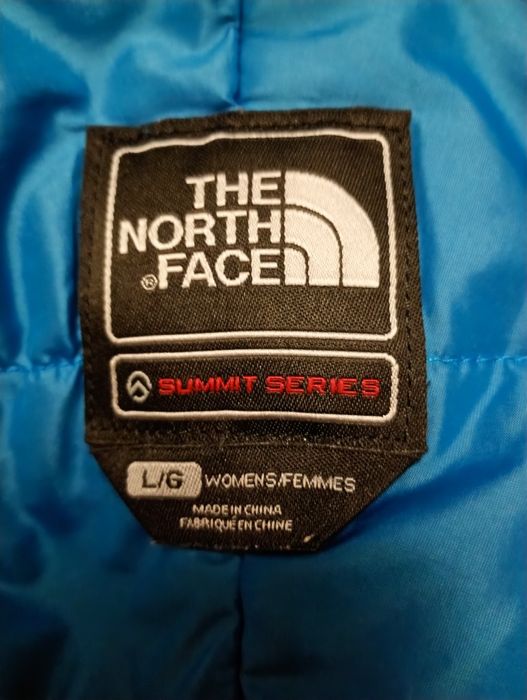 THE
NORTH
®FACE
SUMMIT SERIES
L/G WOMENS/FEMMES
MADE IN CHINA
FABRIQUÉ EN CHINE